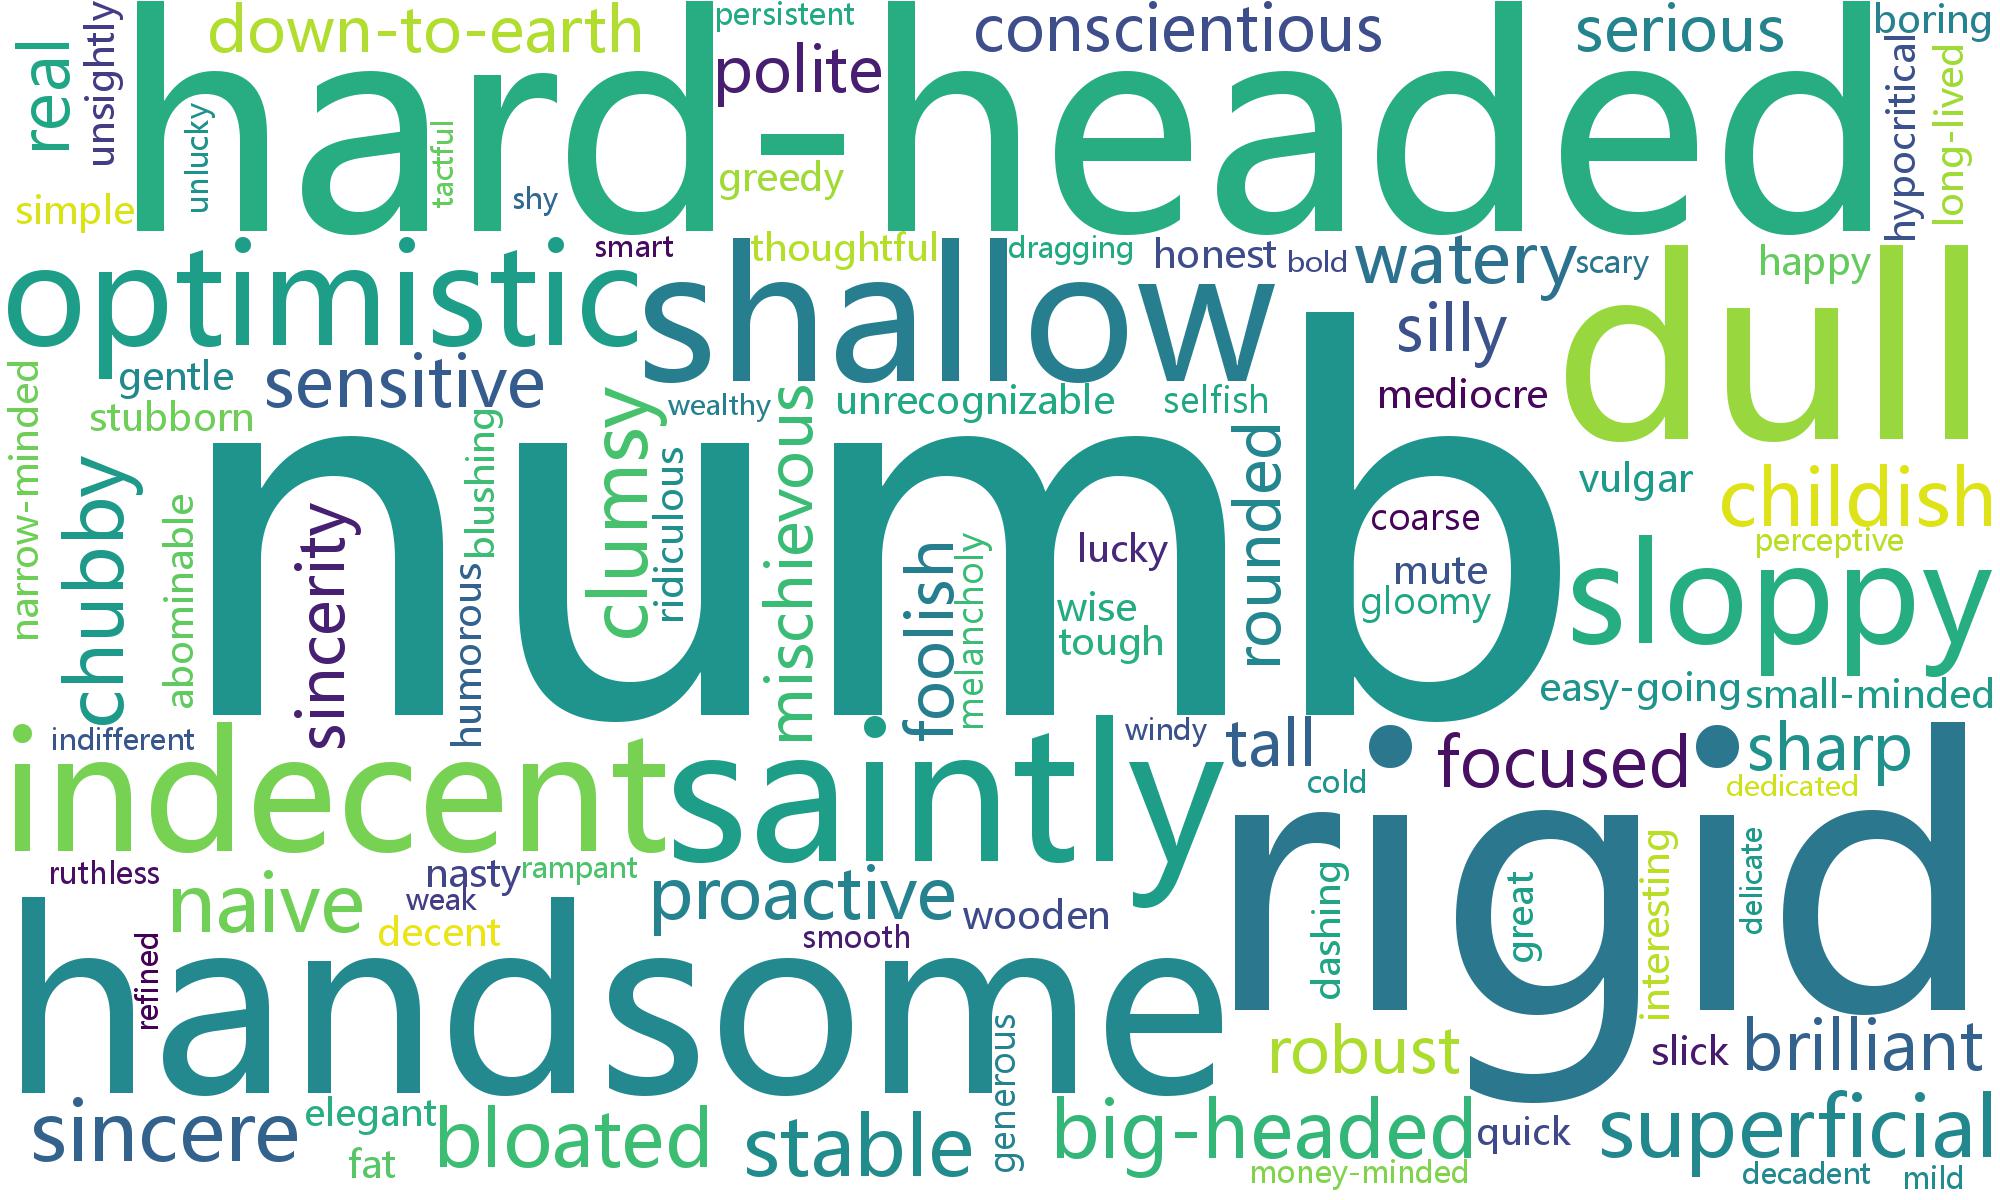 down-to-earth
persistent
conscientious
serious
boring
real
unsightly
hard-headed
polite
hypocritical
long-lived
unlucky
tactful
shy
greedy
simple
optimistic
smart
thoughtful
dragging
honest
bold
watery
scary
happy
shallow
silly
dull
gentle
sensitive
stubborn
wealthy
unrecognizable
selfish
mediocre
narrow-minded
chubby
abominable
numb
sincerity
blushing
humorous
clumsy
ridiculous
mischievous
foolish
melancholy
lucky
wise
tough
rounded
coarse
mute
gloomy
vulgar
childish
perceptive
sloppy
easy-going
small-minded
indifferent
indecent
saintly
windy
tall
cold
focused
sharp
dedicated
rigid
ruthless
naive
nasty
weak
rampant
decent
proactive
smooth
wooden
dashing
great
interesting
delicate
refined
handsome
generous
robust
slick
brilliant
sincere
elegant
fat
bloated
stable
big-headed
money-minded
quick
superficial
decadent
mild